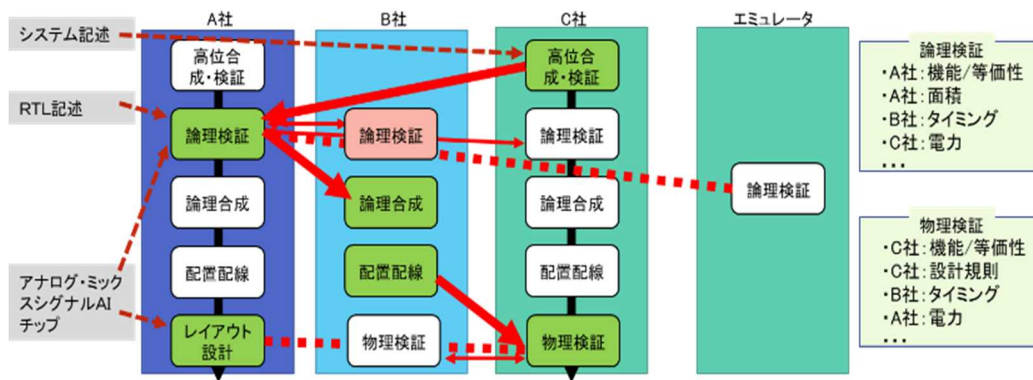 A社
B社
C社
エミュレータ
システム記述
RTL記述
アナログ・ミック
スシグナルAI
チップ
高位合
成・検証
論理検証
論理合成
配置配線
レイアウト
設計
論理検証
論理合成
配置配線
物理検証
高位合
成・検証
論理検証
論理合成
配置配線
物理検証
論理検証
論理検証
・A社:機能/等価性
・A社:面積
・B社:タイミング
・C社:電力
・・・
物理検証
・C社:機能/等価性
・C社:設計規則
・B社:タイミング
・A社:電力
・・・